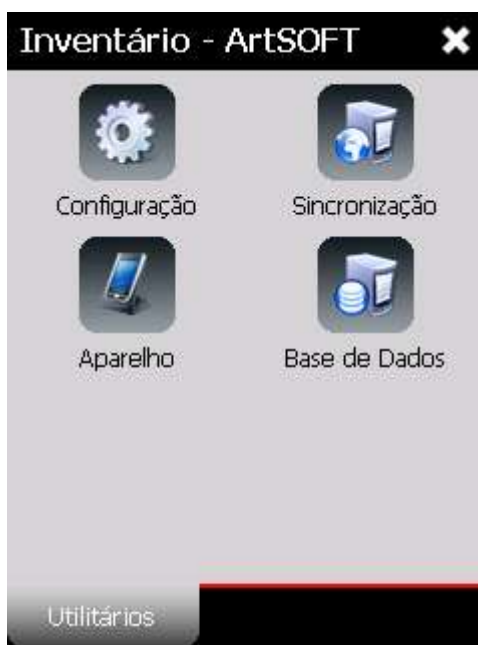 Inventário - ArtSOFT
Configuração
Sincronização
Aparelho
Base de Dados
Utilitários